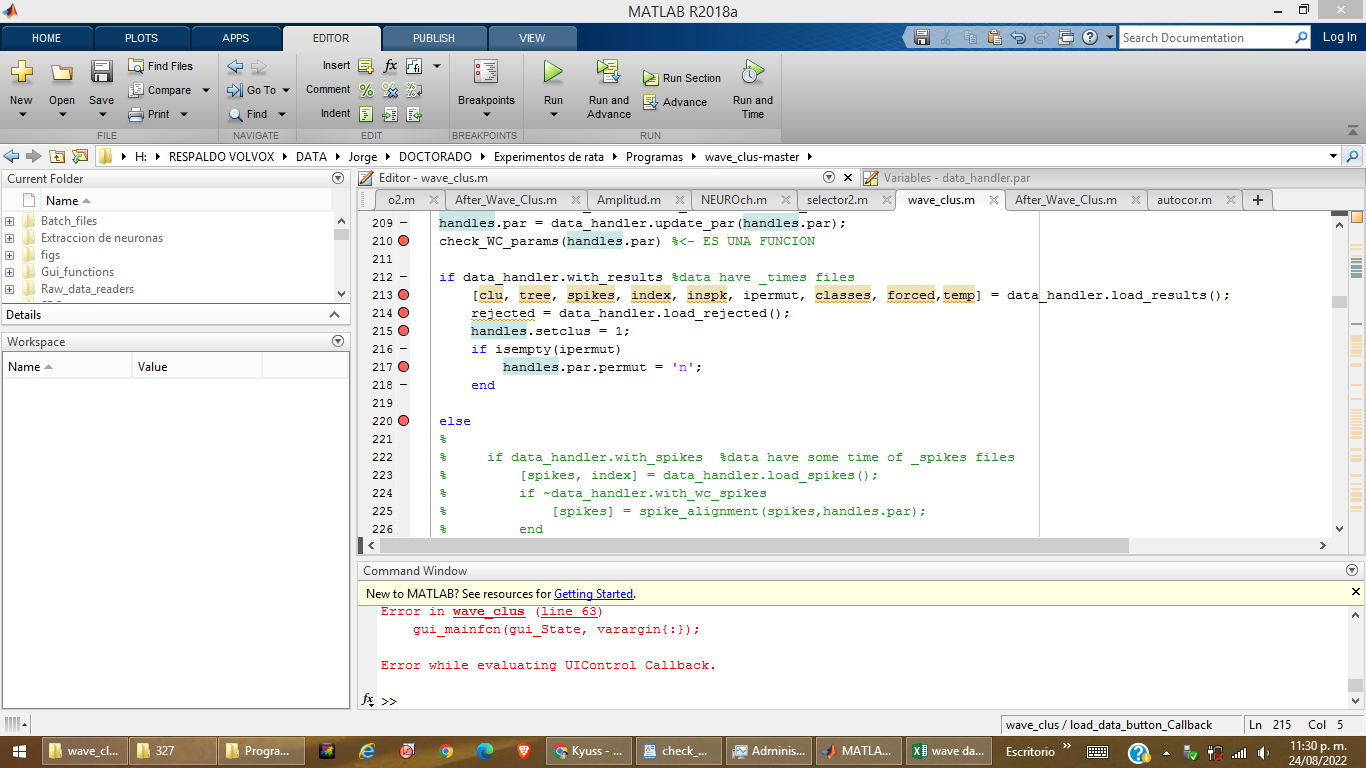 MATLAB R2018a
HOME PLOTS APPS EDITOR PUBLISH VIEW
Search Documentation Log In
New Open Save Find Files Compare Print
Go To Find
Insert fx
Comment
Indent
Breakpoints Run Run and Advance Run Section Advance Run and Time
FILE NAVIGATE EDIT BREAKPOINTS RUN
H: RESPALDO VOLVOX DATA Jorge DOCTORADO Experimentos de rata Programas wave_clus-master
Current Folder
Name
Batch_files
Extraccion de neuronas
figs
Gui_functions
Raw_data_readers
Details
Workspace
Name Value
Editor - wave_clus.m Variables - data_handler.par
o2.m After_Wave_Clus.m Amplitud.m NEUROch.m selector2.m wave_clus.m After_Wave_Clus.m autocor.m
209 handles.par = data_handler.update_par(handles.par);
210 check_WC_params(handles.par) %<- ES UNA FUNCION
211
212 if data_handler.with_results %data have _times files
213 [clu, tree, spikes, index, inspk, ipermut, classes, forced,temp] = data_handler.load_results();
214 rejected = data_handler.load_rejected();
215 handles.setclus = 1;
216 if isempty(ipermut)
217 handles.par.permut = 'n';
218 end
219
220 else
221 %
222 % if data_handler.with_spikes %data have some time of _spikes files
223 % [spikes, index] = data_handler.load_spikes();
224 % if ~data_handler.with_wc_spikes
225 % [spikes] = spike_alignment(spikes,handles.par);
226 % end
Command Window
New to MATLAB? See resources for Getting Started.
Error in wave_clus (line 63)
gui_mainfcn(gui_State, varargin{:});
Error while evaluating UIControl Callback.
fx >>
wave_clus / load_data_button_Callback Ln 215 Col 5
wave_cl... 327 Progra... Kyuss - ... check_... Adminis... MATLA... wave da... Escritorio 11:30 p. m.
24/08/2022